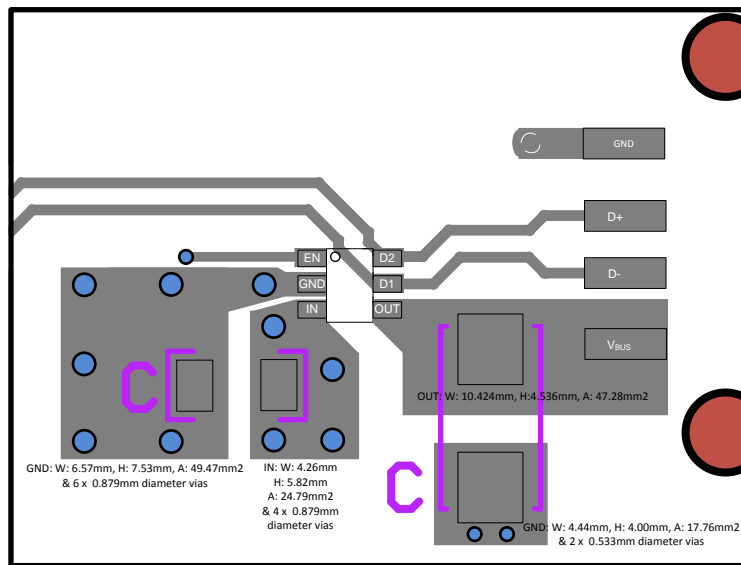 GND
D+
EN
D2
D-
GND
D1
IN
OUT
VBUS
OUT: W: 10.424mm, H:4.536mm, A: 47.28mm2
GND: W: 6.57mm, H: 7.53mm, A: 49.47mm2
& 6 x 0.879mm diameter vias
IN: W: 4.26mm
H: 5.82mm
A: 24.79mm2
& 4 x 0.879mm
diameter vias
C
C
GND: W: 4.44mm, H: 4.00mm, A: 17.76mm2
& 2 x 0.533mm diameter vias